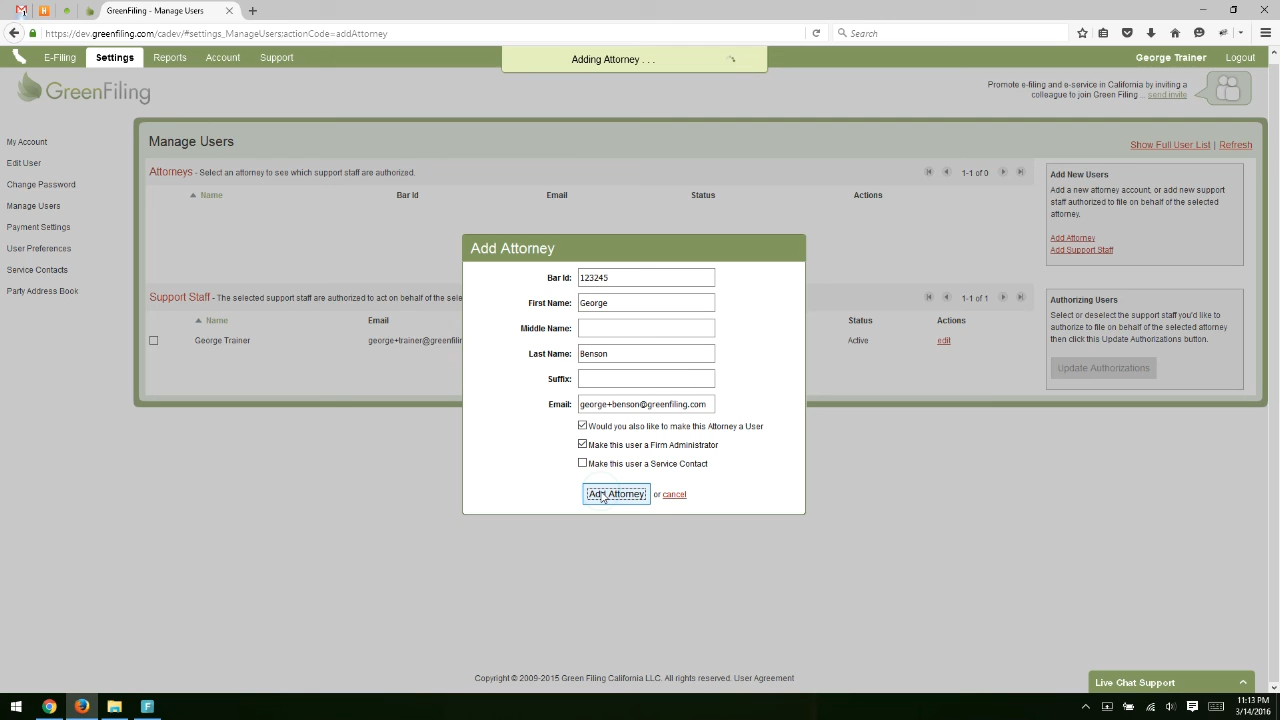 GreenFiling - Manage Users
https://dev.greenfiling.com/cadev/#settings_ManageUsers;actionCode=addAttorney
Search
E-Filing
Settings
Reports
Account
Support
Adding Attorney . . .
George Trainer
Logout
GreenFiling
Promote e-filing and e-service in California by inviting a
colleague to join Green Filing ... send invite
My Account
Edit User
Change Password
Manage Users
Payment Settings
User Preferences
Service Contacts
Party Address Book
Manage Users
Show Full User List | Refresh
Attorneys - Select an attorney to see which support staff are authorized.
1-1 of 0
Name
Bar Id
Email
Status
Actions
Support Staff - The selected support staff are authorized to act on behalf of the sele
1-1 of 1
Name
Email
Status
Actions
George Trainer
george+trainer@greenfilin
Active
edit
Add New Users
Add a new attorney account, or add new support
staff authorized to file on behalf of the selected
attorney.
Add Attorney
Add Support Staff
Authorizing Users
Select or deselect the support staff you'd like to
authorize to file on behalf of the selected attorney
then click this Update Authorizations button.
Update Authorizations
Add Attorney
Bar Id: 123245
First Name: George
Middle Name:
Last Name: Benson
Suffix:
Email: george+benson@greenfiling.com
Would you also like to make this Attorney a User
Make this user a Firm Administrator
Make this user a Service Contact
Add Attorney or cancel
Copyright © 2009-2015 Green Filing California LLC. All rights reserved. User Agreement
Live Chat Support
11:13 PM
3/14/2016